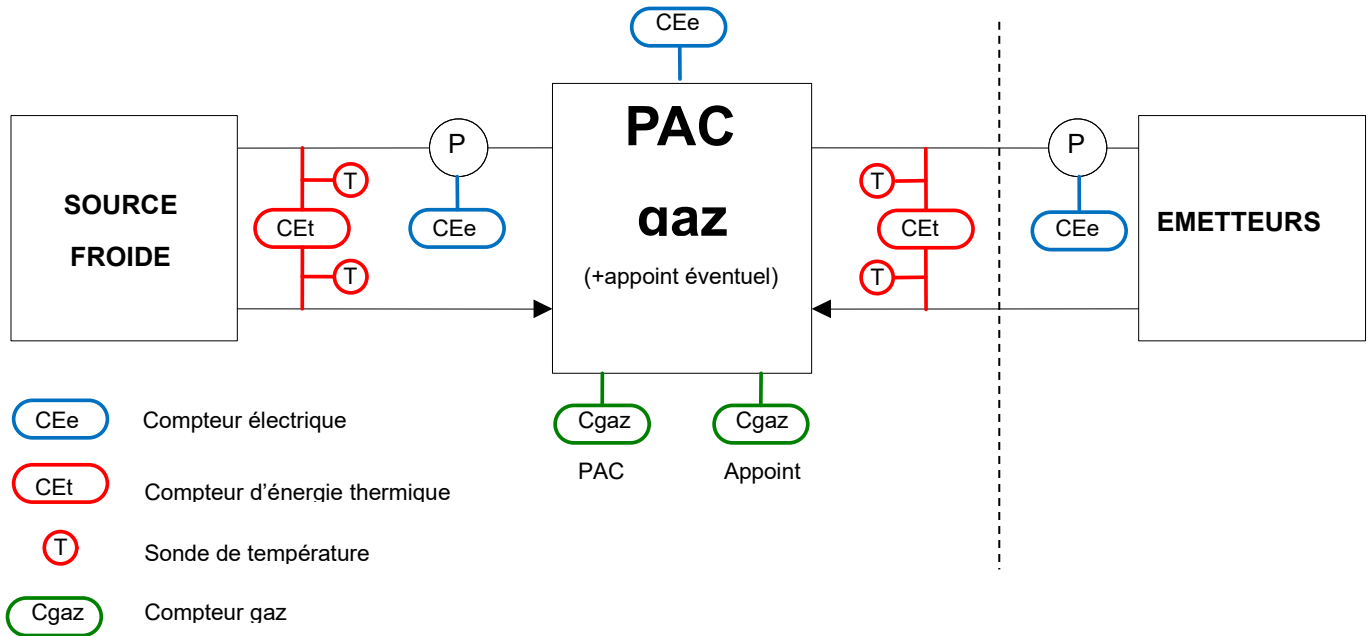 CEe
PAC
gaz
(+appoint éventuel)
SOURCE
FROIDE
T
CEt
T
P
CEe
T
CEt
T
P
CEe
EMETTEURS
Cgaz
PAC
Cgaz
Appoint
CEe Compteur électrique
CEt Compteur d'énergie thermique
T Sonde de température
Cgaz Compteur gaz